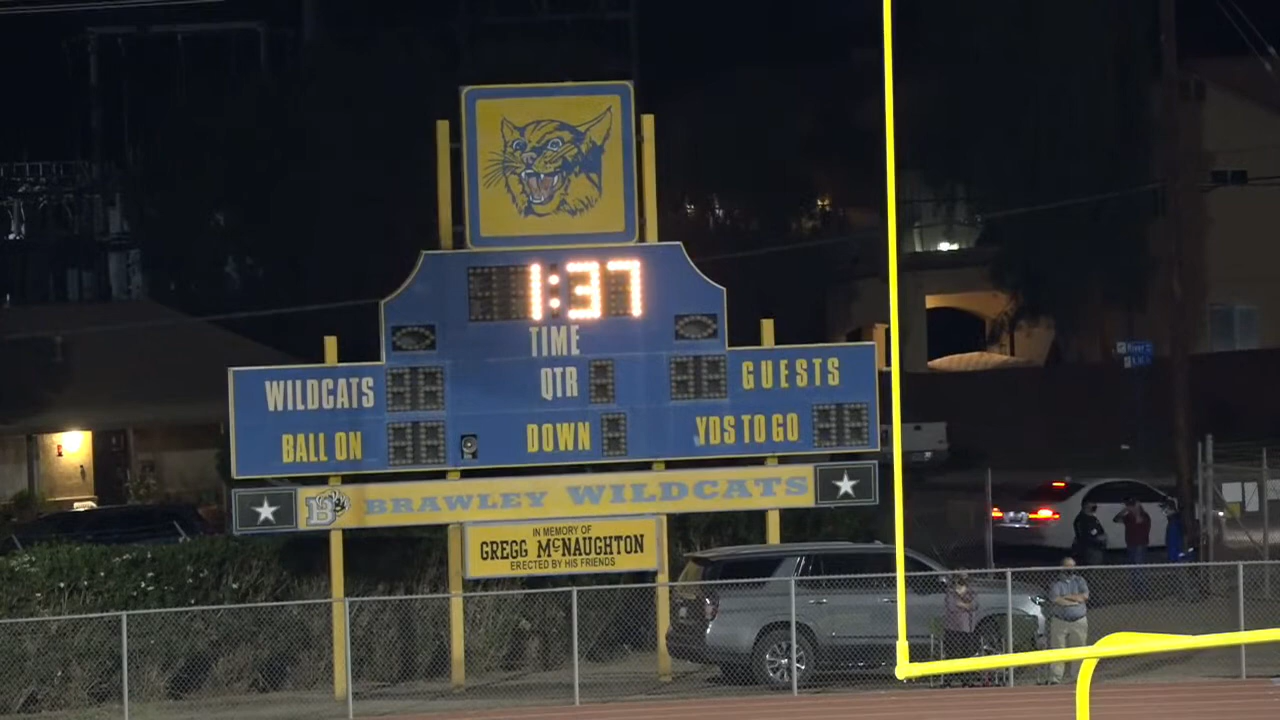 1:37
TIME
WILDCATS
QTR
GUESTS
BALL ON
DOWN
YDS TO GO
B
BRAWLEY WILDCATS
IN MEMORY OF
GREGG McNAUGHTON
ERECTED BY HIS FRIENDS
River